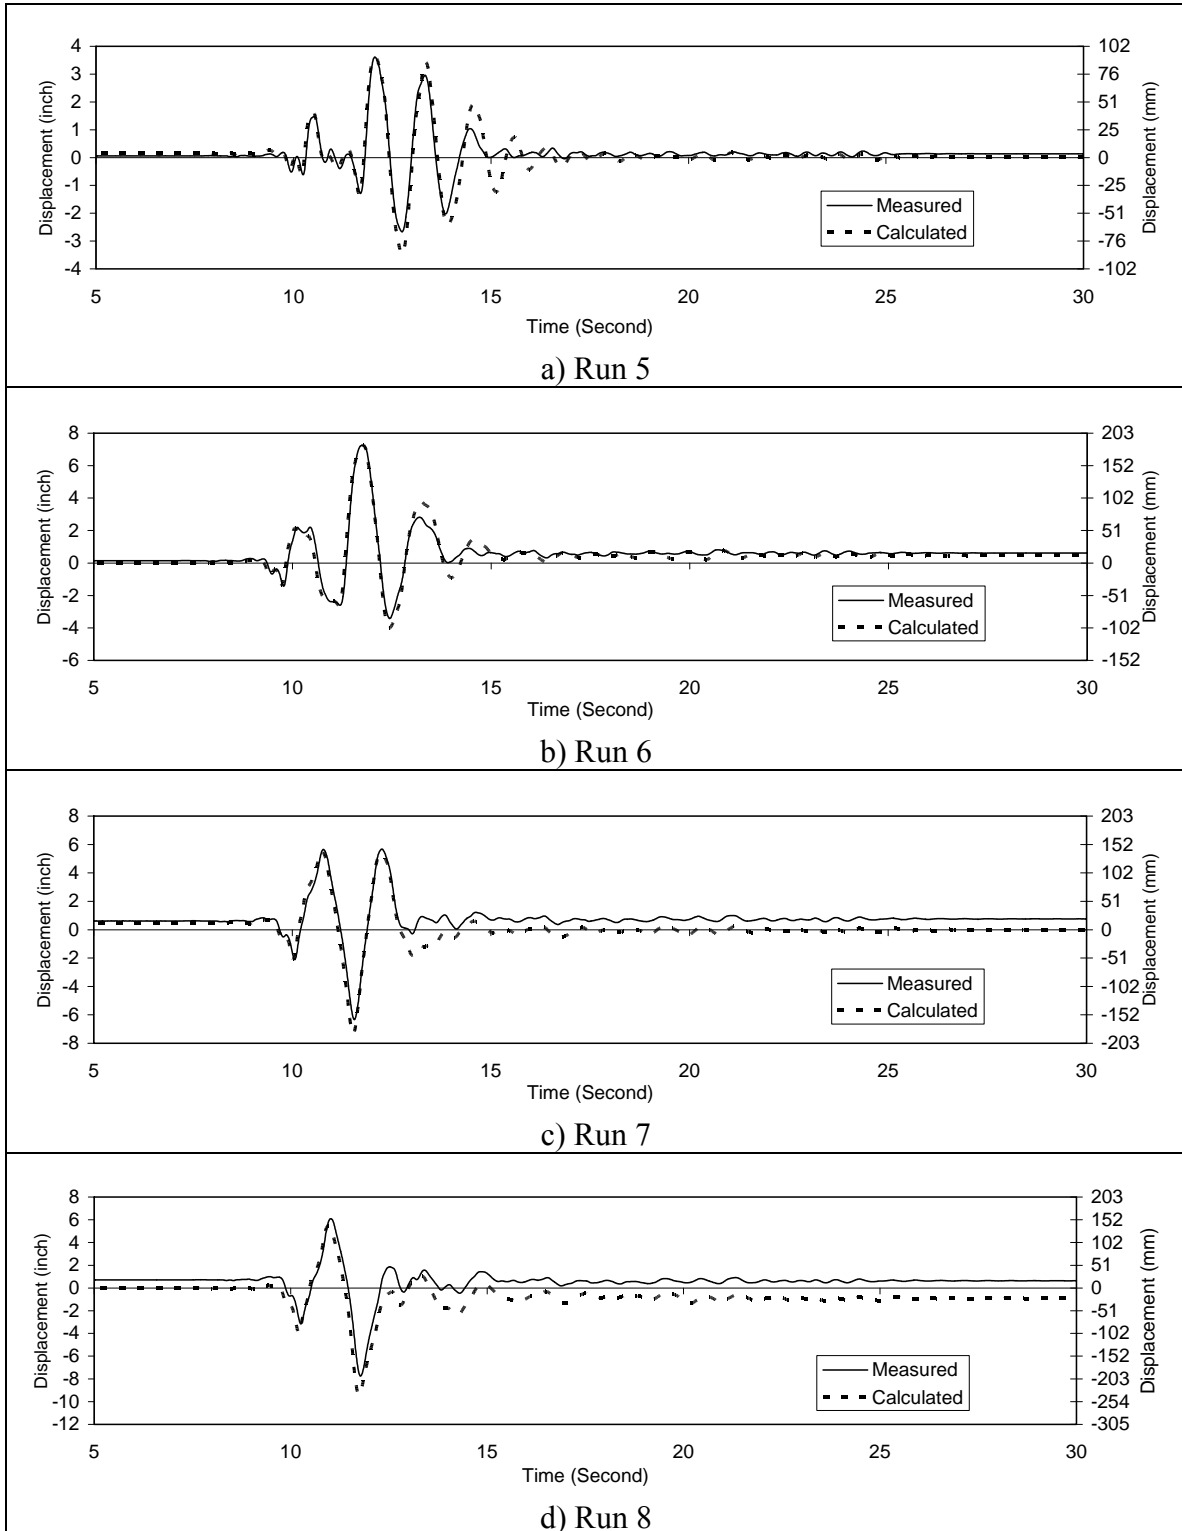 4
3
2
1
0
-1
-2
-3
-4
Displacement (inch)
102
76
51
25
0
-25
-51
-76
-102
Displacement (mm)
Measured
Calculated
5 10 15 20 25 30
Time (Second)
a) Run 5
8
6
4
2
0
-2
-4
-6
Displacement (inch)
203
152
102
51
0
-51
-102
-152
Displacement (mm)
Measured
Calculated
5 10 15 20 25 30
Time (Second)
b) Run 6
8
6
4
2
0
-2
-4
-6
-8
Displacement (inch)
203
152
102
51
0
-51
-102
-152
-203
Displacement (mm)
Measured
Calculated
5 10 15 20 25 30
Time (Second)
c) Run 7
8
6
4
2
0
-2
-4
-6
-8
-10
-12
Displacement (inch)
203
152
102
51
0
-51
-102
-152
-203
-254
-305
Displacement (mm)
Measured
Calculated
5 10 15 20 25 30
Time (Second)
d) Run 8